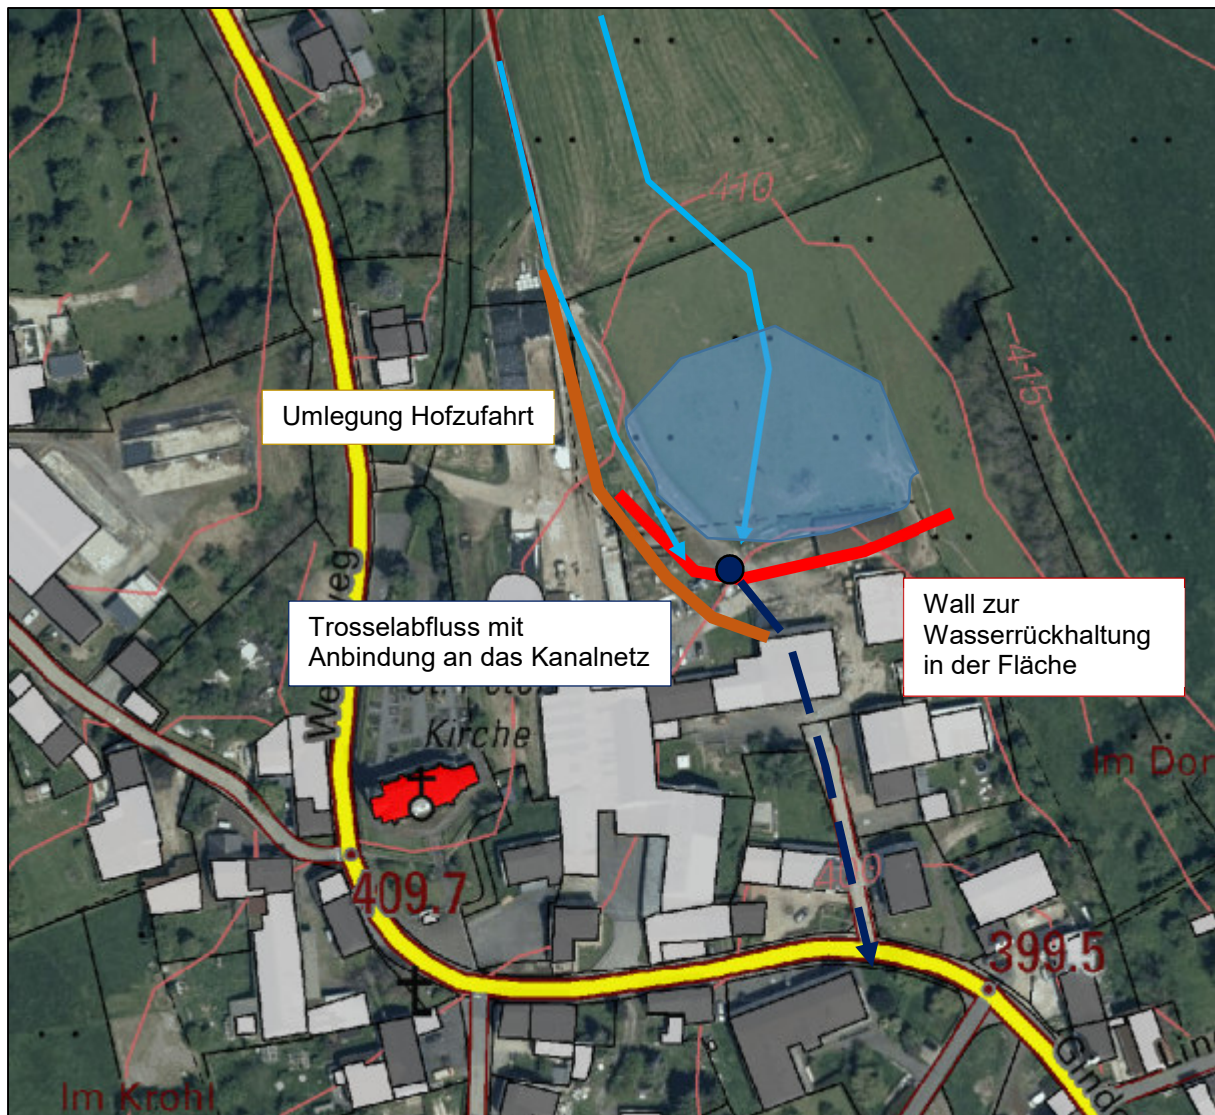 410
415
Umlegung Hofzufahrt
Trosselabfluss mit
Anbindung an das Kanalnetz
Wall zur
Wasserrückhaltung
in der Fläche
Kirche
Im Dor
409.7
400
399.5
Im Krohl